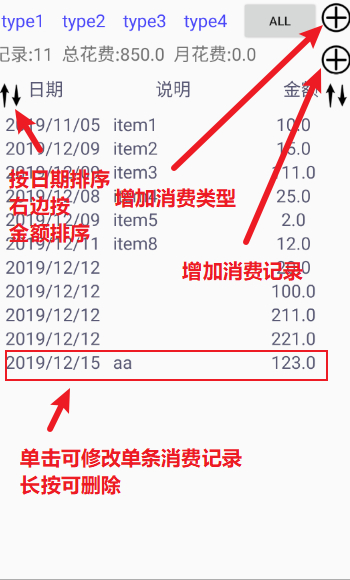 type1 type2 type3 type4 ALL
记录:11 总花费:850.0 月花费:0.0
日期 说明 金额
2019/11/05 item1 10.0
2019/12/09 item2 15.0
2019/12/09 item3 111.0
按日期排序
增加消费类型
2019/12/08 25.0
右边按
2019/12/09 item5 2.0
金额排序
2019/12/11 item8 12.0
增加消费记录
2019/12/12
2019/12/12 100.0
2019/12/12 211.0
2019/12/12 221.0
2019/12/15 aa 123.0
单击可修改单条消费记录
长按可删除